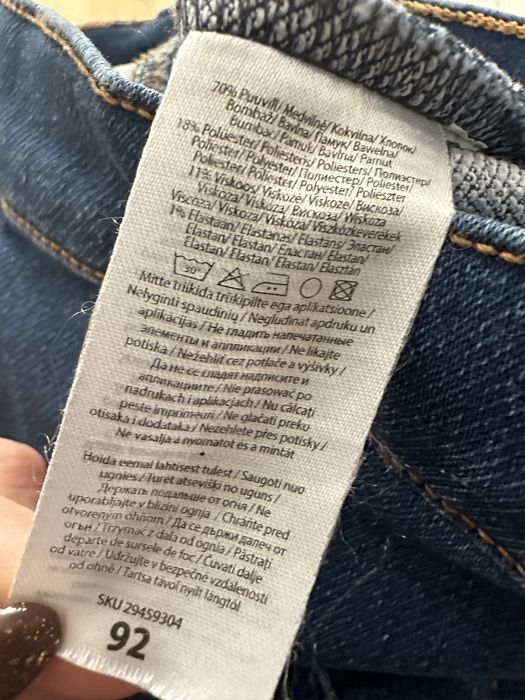 70% Puuvill/ Medvilnė/ Kokvilna/ Хлопок/
Bombaž/ Bavlna/ Памук/ Bawełna/
Bumbac/ Pamuk/ Bavlna/ Pamut
18% Polüester/ Poliesteris/ Poliesters/ Полиэстер/
Poliester/ Polyester/ Полиестер/ Poliester/
Poliester/ Poliester/ Polyester/ Poliészter
11% Viskoos/ Viskozė/ Viskoze/ Вискоза/
Viskoza/ Viskóza/ Вискоза/ Wiskoza
Viscoza/ Viskoza/ Viskóza/ Viszkózkeverékek
1% Elastaan/ Elastanas/ Elastāns/ Эластан/
Elastan/ Elastan/ Еластан/ Elastan/
Elastan/ Elastan/ Elastan/ Elasztán
30°
Mitte triikida trükipilte ega aplikatsioone /
Nelyginti spaudinių / Negludināt apdruku un
aplikācijas / Не гладить напечатанные
элементы и аппликации / Ne likajte
potiska / Nežehlit cez potlače a výšivky /
Да не се гладят надписите и
апликациите / Nie prasować po
nadrukach i aplikacjach / Nu călcați
peste imprimeuri / Ne glačati preko
otisaka i dodataka / Nežehlete přes potisky /
Ne vasalja a nyomatot és a mintát
Hoida eemal lahtisest tulest / Saugoti nuo
ugnies / Turēt atsevišķi no uguns /
Держать подальше от огня / Ne
uporabljajte v bližini ognja / Chráňte pred
otvoreným ohňom / Да се държи далеч от
огън / Trzymać z dala od ognia / Păstrați
departe de sursele de foc / Čuvati dalje
od vatre / Udržujte v bezpečné vzdálenosti
od ohně / Tartsa távol nyílt lángtól
SKU 29459304
92